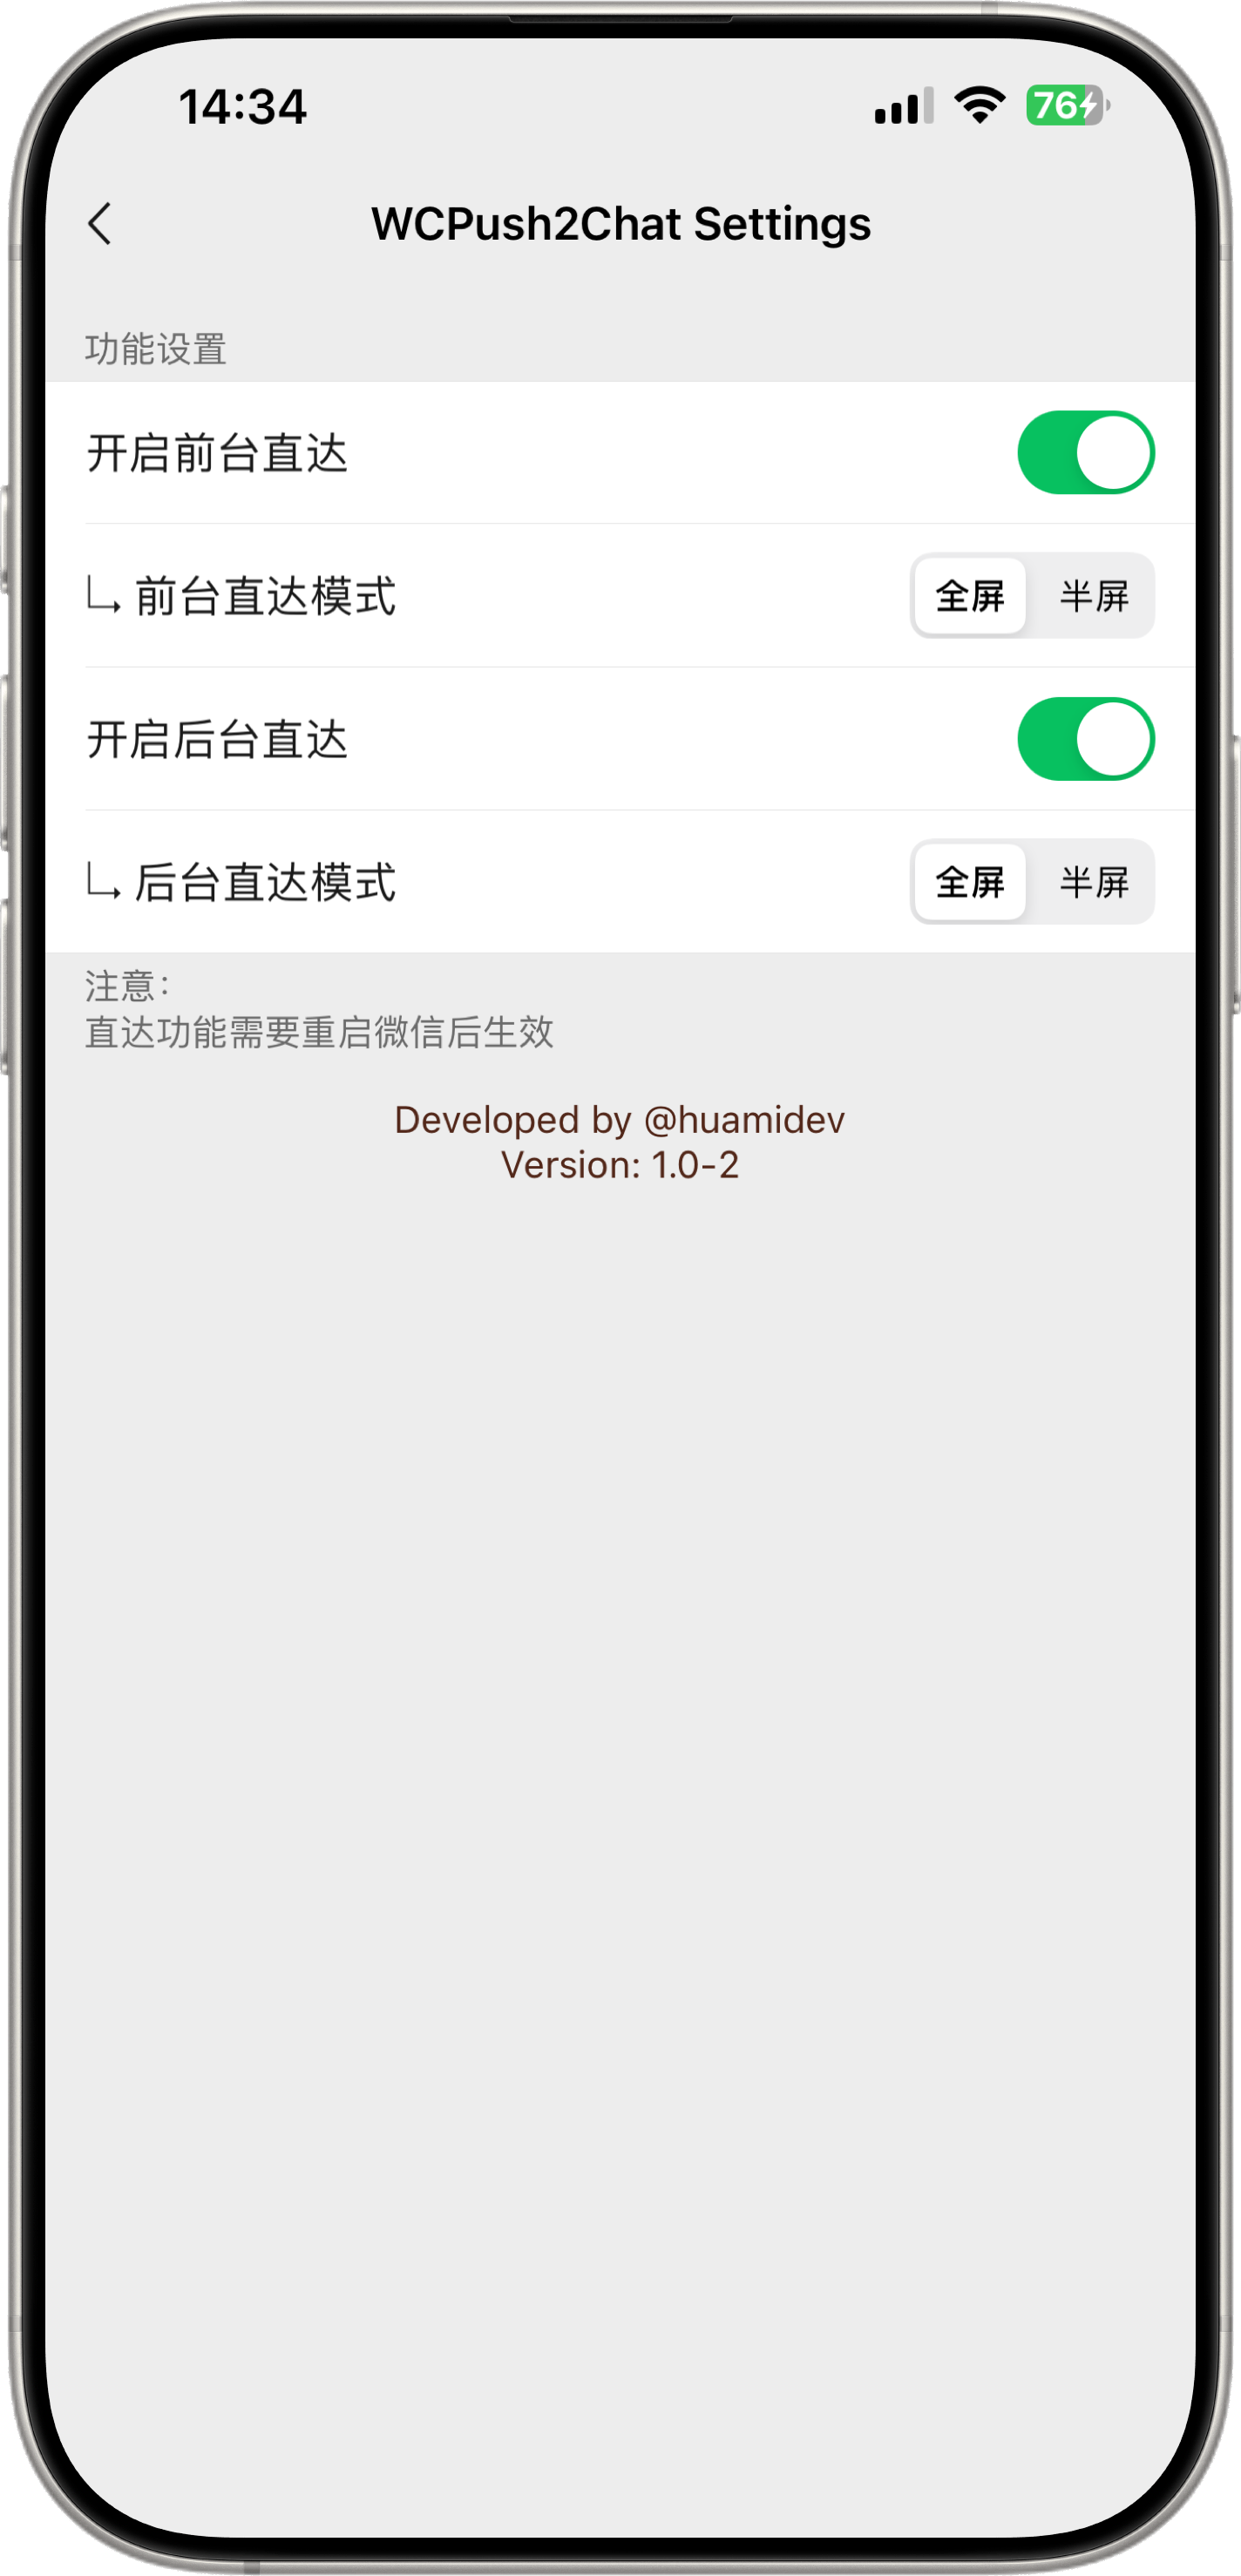 14:34
76
WCPush2Chat Settings
功能设置
开启前台直达
前台直达模式
全屏 半屏
开启后台直达
后台直达模式
全屏 半屏
注意：
直达功能需要重启微信后生效
Developed by @huamidev
Version: 1.0-2